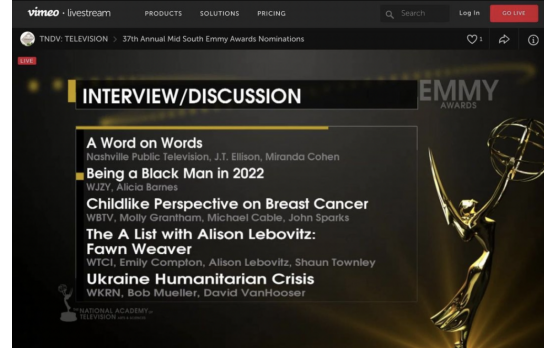 vimeo · livestream PRODUCTS SOLUTIONS PRICING Search Log In GO LIVE
TNDV: TELEVISION > 37th Annual Mid South Emmy Awards Nominations 1
LIVE
EMMY
AWARDS
INTERVIEW/DISCUSSION
A Word on Words
Nashville Public Television, J.T. Ellison, Miranda Cohen
Being a Black Man in 2022
WJZY, Alicia Barnes
Childlike Perspective on Breast Cancer
WBTV, Molly Grantham, Michael Cable, John Sparks
The A List with Alison Lebovitz:
Fawn Weaver
WTCI, Emily Compton, Alison Lebovitz, Shaun Townley
Ukraine Humanitarian Crisis
WKRN, Bob Mueller, David VanHooser
NATIONAL ACADEMY of
TELEVISION ARTS & SCIENCES